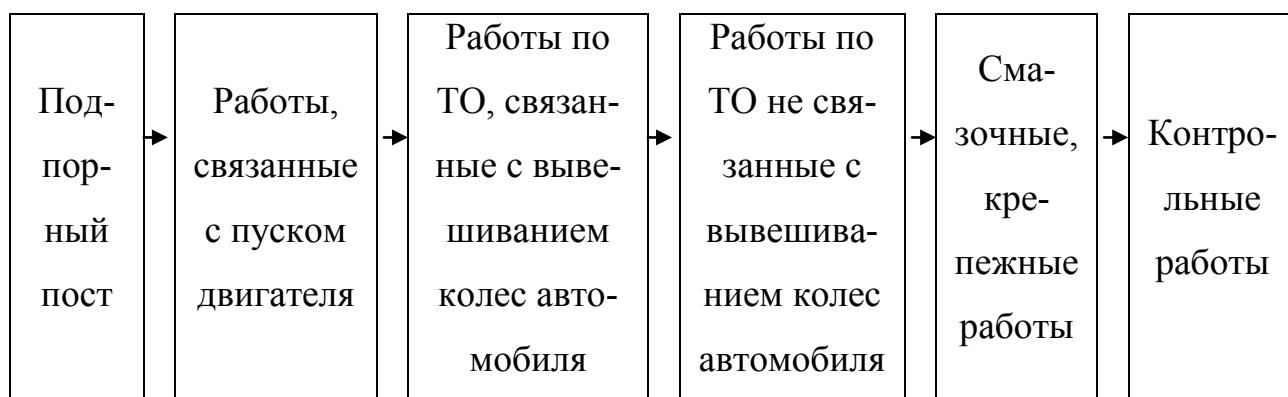 Под-
пор-
ный
пост
Работы,
связанные
с пуском
двигателя
Работы по
ТО, связан-
ные с выве-
шиванием
колес авто-
мобиля
Работы по
ТО не свя-
занные с
вывешива-
нием колес
автомобиля
Сма-
зочные,
кре-
пежные
работы
Контро-
льные
работы